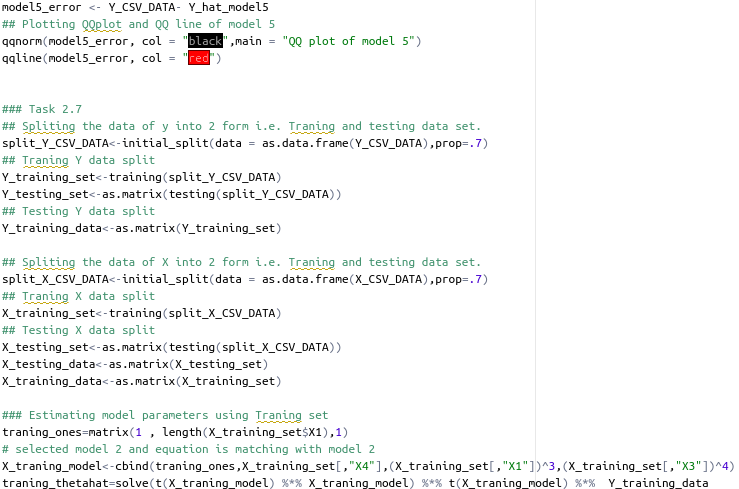 model5_error <- Y_CSV_DATA- Y_hat_model5
## Plotting QQplot and QQ line of model 5
qqnorm(model5_error, col = "black",main = "QQ plot of model 5")
qqline(model5_error, col = "red")
### Task 2.7
## Spliting the data of y into 2 form i.e. Traning and testing data set.
split_Y_CSV_DATA<-initial_split(data = as.data.frame(Y_CSV_DATA),prop=.7)
## Traning Y data split
Y_training_set<-training(split_Y_CSV_DATA)
Y_testing_set<-as.matrix(testing(split_Y_CSV_DATA))
## Testing Y data split
Y_training_data<-as.matrix(Y_training_set)
## Spliting the data of X into 2 form i.e. Traning and testing data set.
split_X_CSV_DATA<-initial_split(data = as.data.frame(X_CSV_DATA),prop=.7)
## Traning X data split
X_training_set<-training(split_X_CSV_DATA)
## Testing X data split
X_testing_set<-as.matrix(testing(split_X_CSV_DATA))
X_testing_data<-as.matrix(X_testing_set)
X_training_data<-as.matrix(X_training_set)
### Estimating model parameters using Traning set
traning_ones=matrix(1 , length(X_training_set$X1),1)
# selected model 2 and equation is matching with model 2
X_traning_model<-cbind(traning_ones,X_training_set[,"X4"],(X_training_set[,"X1"])^3,(X_training_set[,"X3"])^4)
traning_thetahat=solve(t(X_traning_model) %*% X_traning_model) %*% t(X_traning_model) %*%  Y_training_data